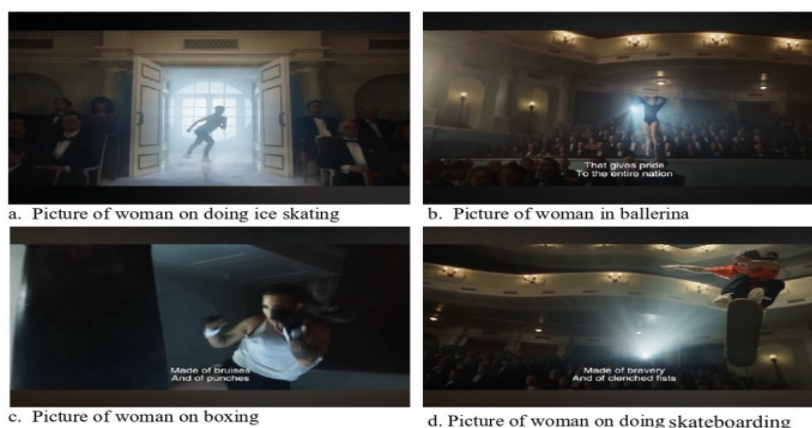 a. Picture of woman on doing ice skating
That gives pride
To the entire nation
b. Picture of woman in ballerina
Made of bruises
And of punches
c. Picture of woman on boxing
Made of bravery
And of clenched fists
d. Picture of woman on doing skateboarding